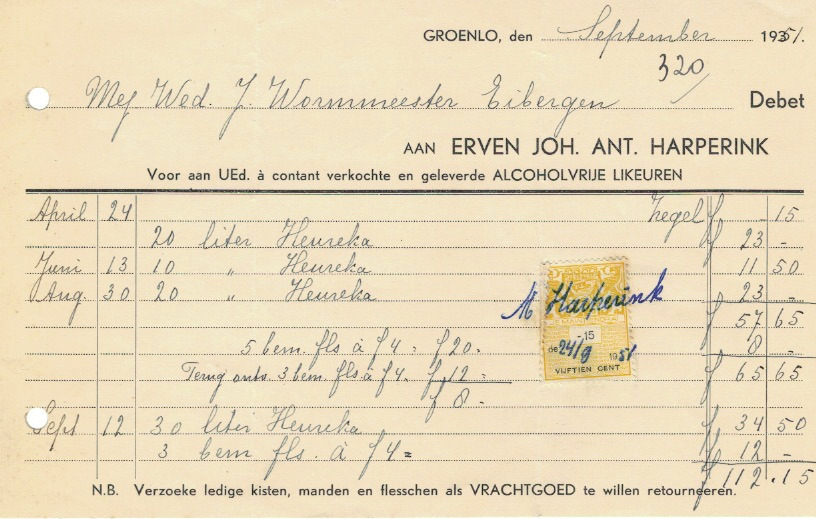 GROENLO, den September 1951.
320
Mej Wed. J. Wormmeester Eibergen Debet
AAN ERVEN JOH. ANT. HARPERINK
Voor aan UEd. à contant verkochte en geleverde ALCOHOLVRIJE LIKEUREN
April 24 Zegel f - 15
20 liter Heureka f 23 -
Juni 13 10 " Heureka 11 50
Aug. 30 20 " Heureka 23 -
f 57 65
M Harperink
-15
de 24/9 1951
VIJFTIEN CENT
5 bem. fls à f 4 = f 20. 8 -
Terug ontv. 3 bem. fls à f 4. f 12 = f 65 65
f 8 -
Sept 12 30 liter Heureka f 34 50
3 bem fls. à f 4 = f 12 -
f 112.15
N.B. Verzoeke ledige kisten, manden en flesschen als VRACHTGOED te willen retourneeren.